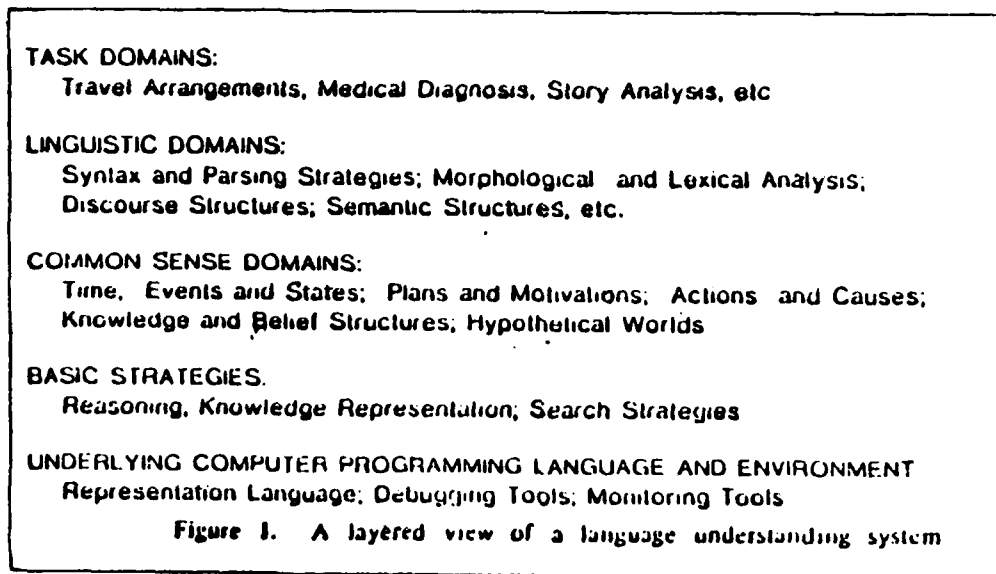 TASK DOMAINS:
Travel Arrangements, Medical Diagnosis, Story Analysis, etc
LINGUISTIC DOMAINS:
Syntax and Parsing Strategies; Morphological and Lexical Analysis;
Discourse Structures; Semantic Structures, etc.
COMMON SENSE DOMAINS:
Time, Events and States; Plans and Motivations; Actions and Causes;
Knowledge and Belief Structures; Hypothetical Worlds
BASIC STRATEGIES.
Reasoning, Knowledge Representation; Search Strategies
UNDERLYING COMPUTER PROGRAMMING LANGUAGE AND ENVIRONMENT
Representation Language; Debugging Tools; Monitoring Tools
Figure 1. A layered view of a language understanding system